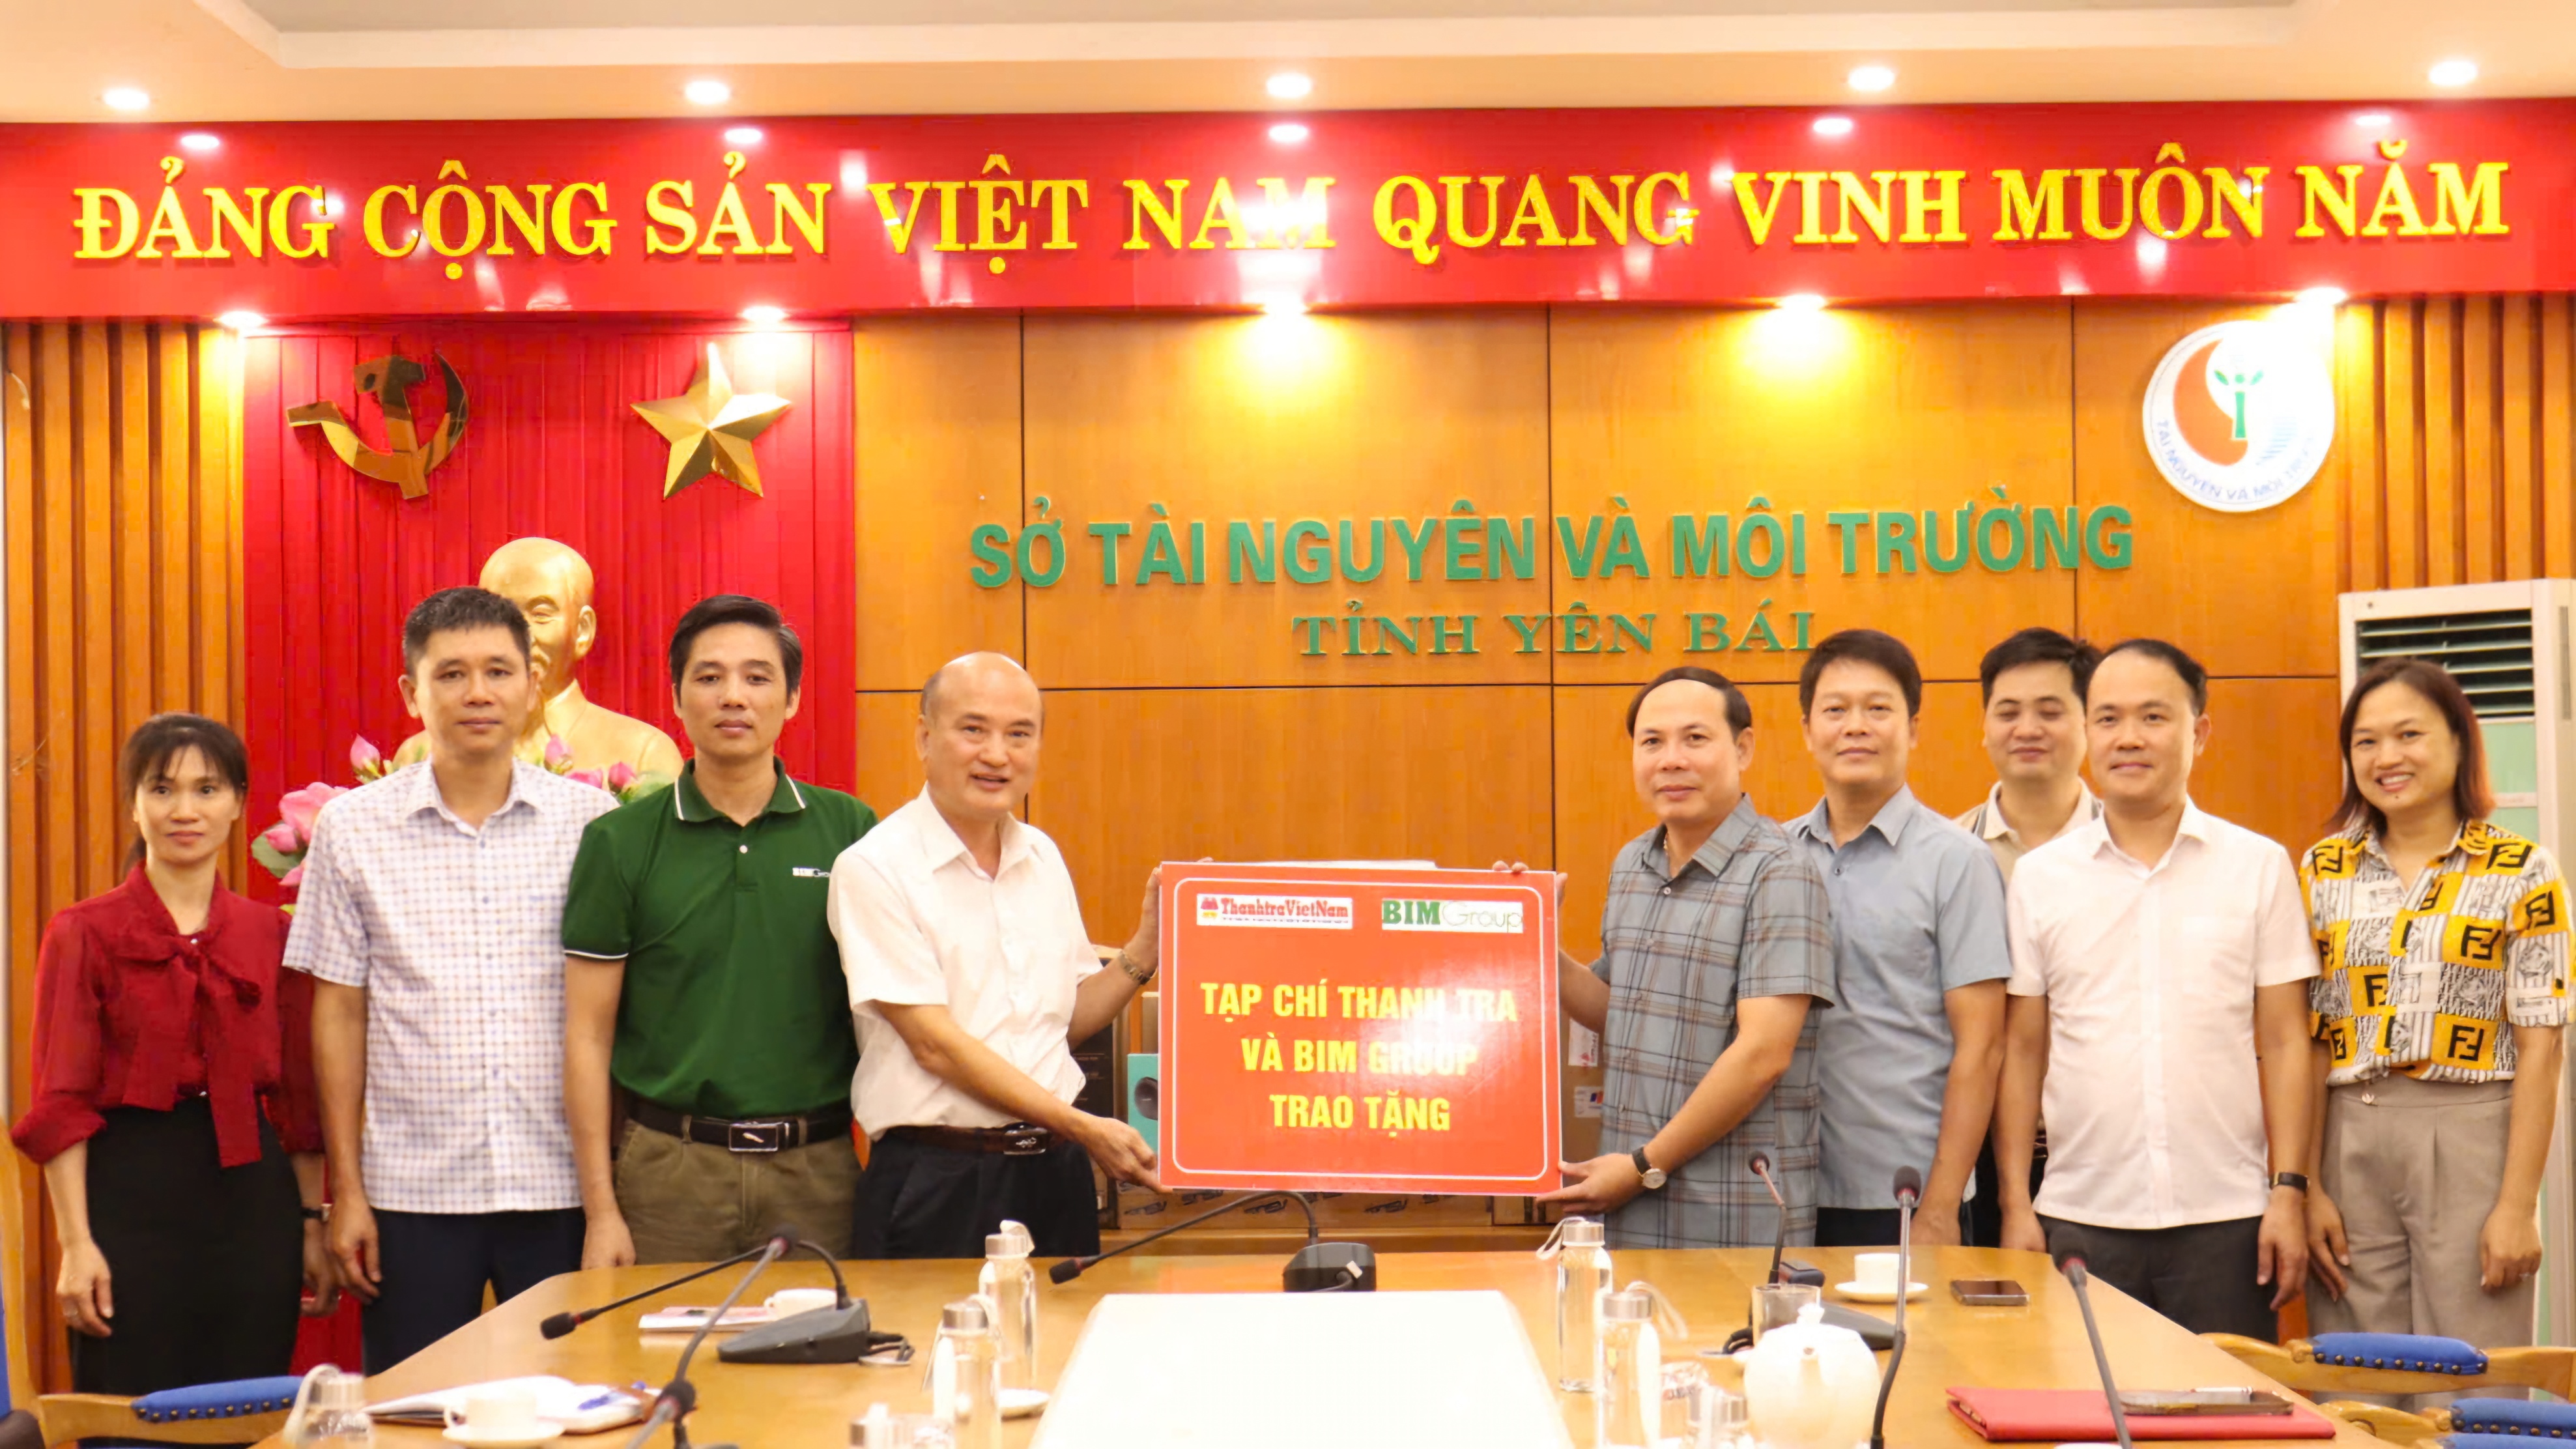 ĐẢNG CỘNG SẢN VIỆT NAM QUANG VINH MUÔN NĂM
SỞ TÀI NGUYÊN VÀ MÔI TRƯỜNG
TỈNH YÊN BÁI
TÀI NGUYÊN VÀ MÔI TRƯỜNG
BIMGroup
ThanhtraVietNam
BIMGroup
TẠP CHÍ THANH TRA
VÀ BIM GROUP
TRAO TẶNG